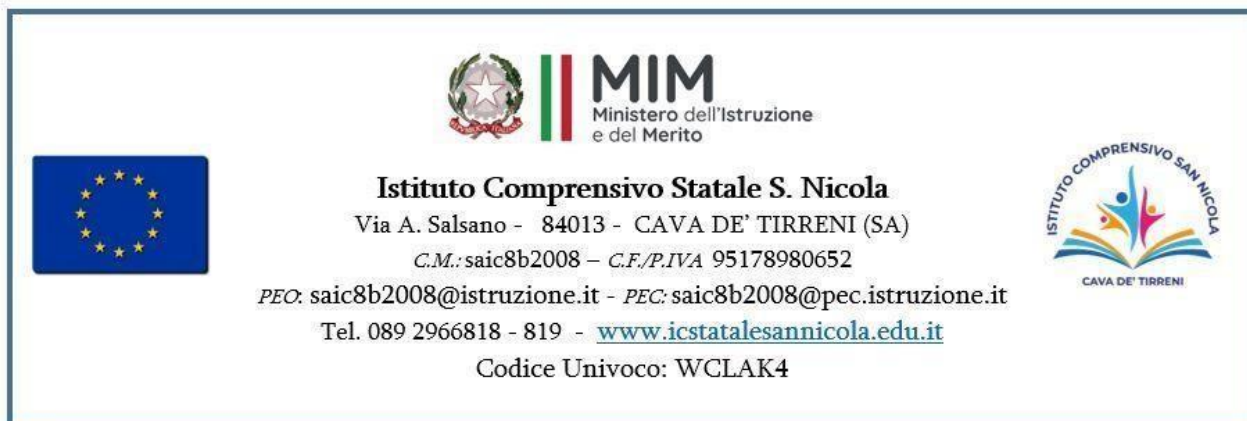 MIM
Ministero dell'Istruzione
e del Merito
REPVBBLICA ITALIANA
Istituto Comprensivo Statale S. Nicola
Via A. Salsano - 84013 - CAVA DE' TIRRENI (SA)
C.M.: saic8b2008 – C.F./P.IVA 95178980652
PEO: saic8b2008@istruzione.it - PEC: saic8b2008@pec.istruzione.it
Tel. 089 2966818 - 819 - www.icstatalesannicola.edu.it
Codice Univoco: WCLAK4
ISTITUTO COMPRENSIVO SAN NICOLA
CAVA DE' TIRRENI